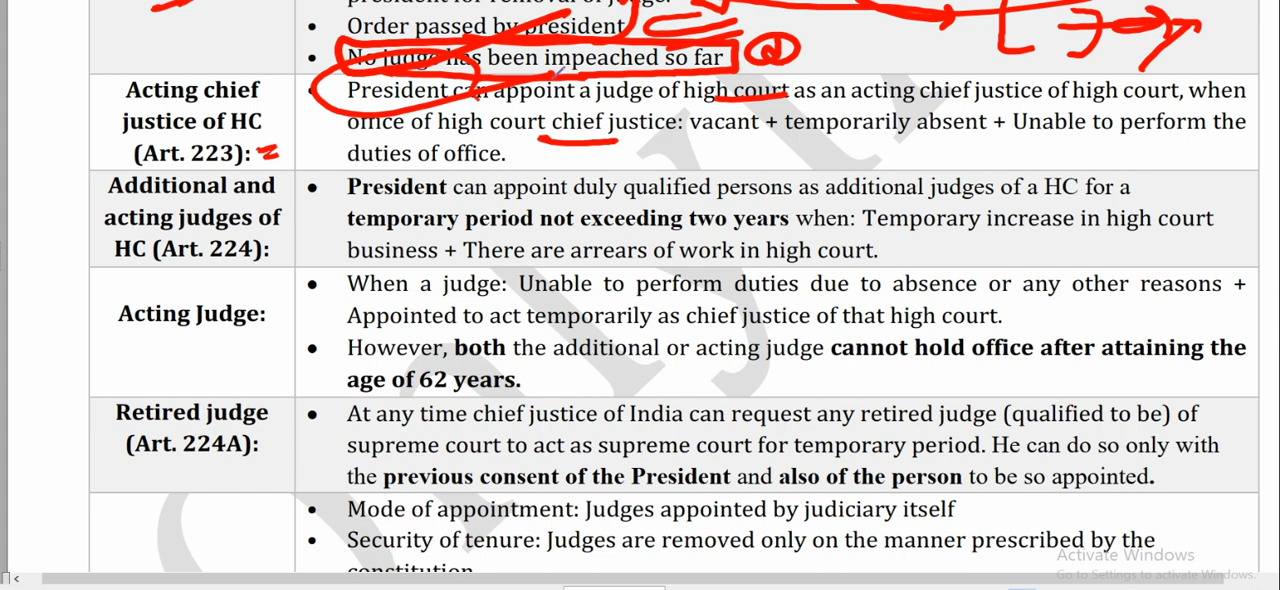 president for removal of judge.
• Order passed by president
• No judge has been impeached so far
Acting chief
justice of HC
(Art. 223):
• President can appoint a judge of high court as an acting chief justice of high court, when
office of high court chief justice: vacant + temporarily absent + Unable to perform the
duties of office.
Additional and
acting judges of
HC (Art. 224):
• President can appoint duly qualified persons as additional judges of a HC for a
temporary period not exceeding two years when: Temporary increase in high court
business + There are arrears of work in high court.
Acting Judge:
• When a judge: Unable to perform duties due to absence or any other reasons +
Appointed to act temporarily as chief justice of that high court.
• However, both the additional or acting judge cannot hold office after attaining the
age of 62 years.
Retired judge
(Art. 224A):
• At any time chief justice of India can request any retired judge (qualified to be) of
supreme court to act as supreme court for temporary period. He can do so only with
the previous consent of the President and also of the person to be so appointed.
• Mode of appointment: Judges appointed by judiciary itself
• Security of tenure: Judges are removed only on the manner prescribed by the
constitution
Activate Windows
Go to Settings to activate Windows.